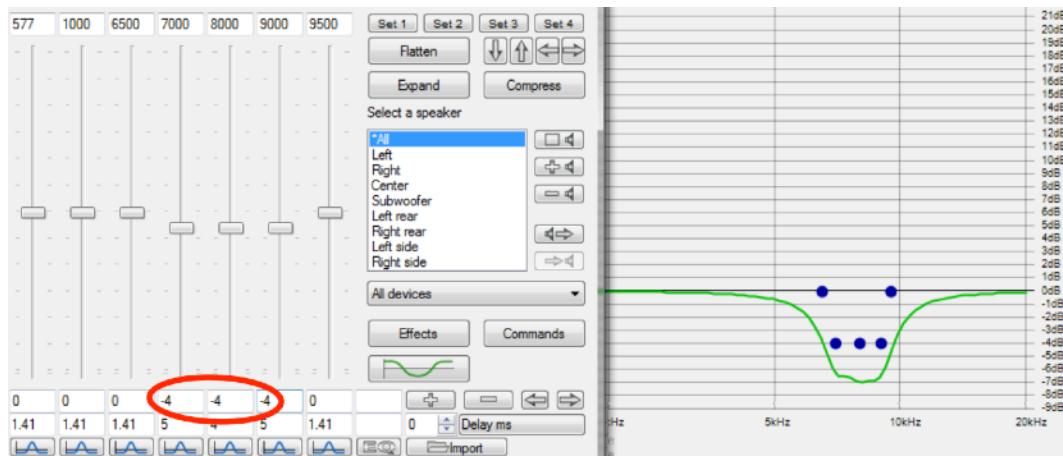 577 1000 6500 7000 8000 9000 9500
Set 1 Set 2 Set 3 Set 4
Flatten
Expand Compress
Select a speaker
*All
Left
Right
Center
Subwoofer
Left rear
Right rear
Left side
Right side
All devices
Effects Commands
0 0 0 -4 -4 -4 0
1.41 1.41 1.41 5 4 5 1.41 0 Delay ms
EQ Import
21dB
20dB
19dB
18dB
17dB
16dB
15dB
14dB
13dB
12dB
11dB
10dB
9dB
8dB
7dB
6dB
5dB
4dB
3dB
2dB
1dB
0dB
-1dB
-2dB
-3dB
-4dB
-5dB
-6dB
-7dB
-8dB
-9dB
5kHz 10kHz 20kHz